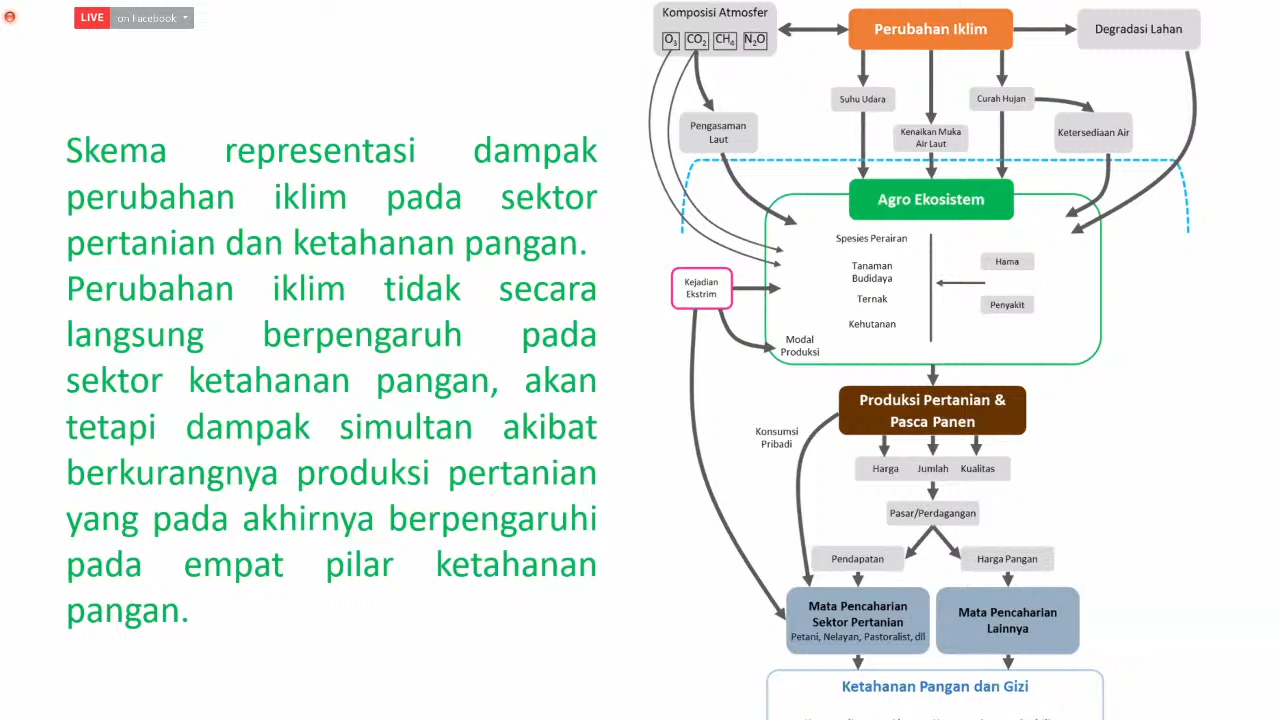 LIVE on Facebook
Skema representasi dampak
perubahan iklim pada sektor
pertanian dan ketahanan pangan.
Perubahan iklim tidak secara
langsung berpengaruh pada
sektor ketahanan pangan, akan
tetapi dampak simultan akibat
berkurangnya produksi pertanian
yang pada akhirnya berpengaruhi
pada empat pilar ketahanan
pangan.
Komposisi Atmosfer
O3 CO2 CH4 N2O
Perubahan Iklim
Degradasi Lahan
Suhu Udara
Curah Hujan
Pengasaman
Laut
Kenaikan Muka
Air Laut
Ketersediaan Air
Agro Ekosistem
Spesies Perairan
Tanaman
Budidaya
Ternak
Kehutanan
Hama
Penyakit
Kejadian
Ekstrim
Modal
Produksi
Produksi Pertanian &
Pasca Panen
Konsumsi
Pribadi
Harga Jumlah Kualitas
Pasar/Perdagangan
Pendapatan
Harga Pangan
Mata Pencaharian
Sektor Pertanian
Petani, Nelayan, Pastoralist, dll
Mata Pencaharian
Lainnya
Ketahanan Pangan dan Gizi